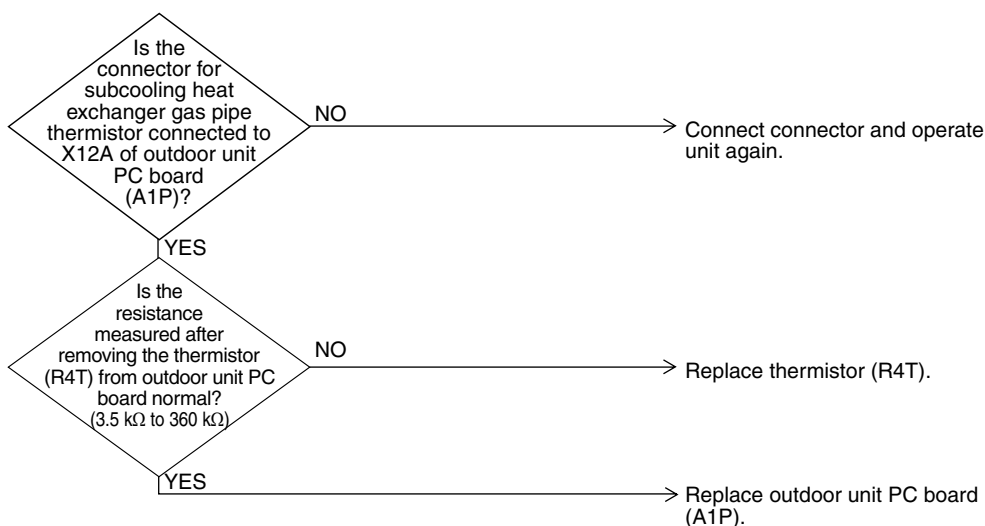 Is the
connector for
subcooling heat
exchanger gas pipe
thermistor connected to
X12A of outdoor unit
PC board
(A1P)?
NO
Connect connector and operate
unit again.
YES
Is the
resistance
measured after
removing the thermistor
(R4T) from outdoor unit PC
board normal?
(3.5 kΩ to 360 kΩ)
NO
Replace thermistor (R4T).
YES
Replace outdoor unit PC board
(A1P).